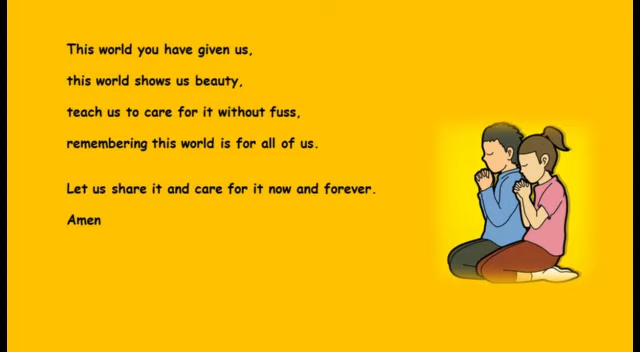 This world you have given us,
this world shows us beauty,
teach us to care for it without fuss,
remembering this world is for all of us.
Let us share it and care for it now and forever.
Amen